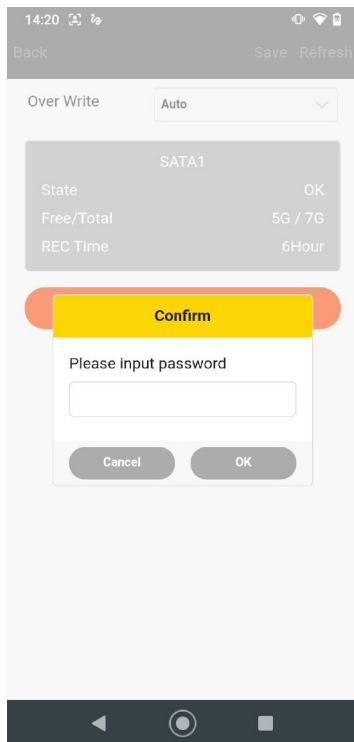 14:20
Back Save Refresh
Over Write Auto
SATA1
State OK
Free/Total 5G / 7G
REC Time 6Hour
Confirm
Please input password
Cancel OK